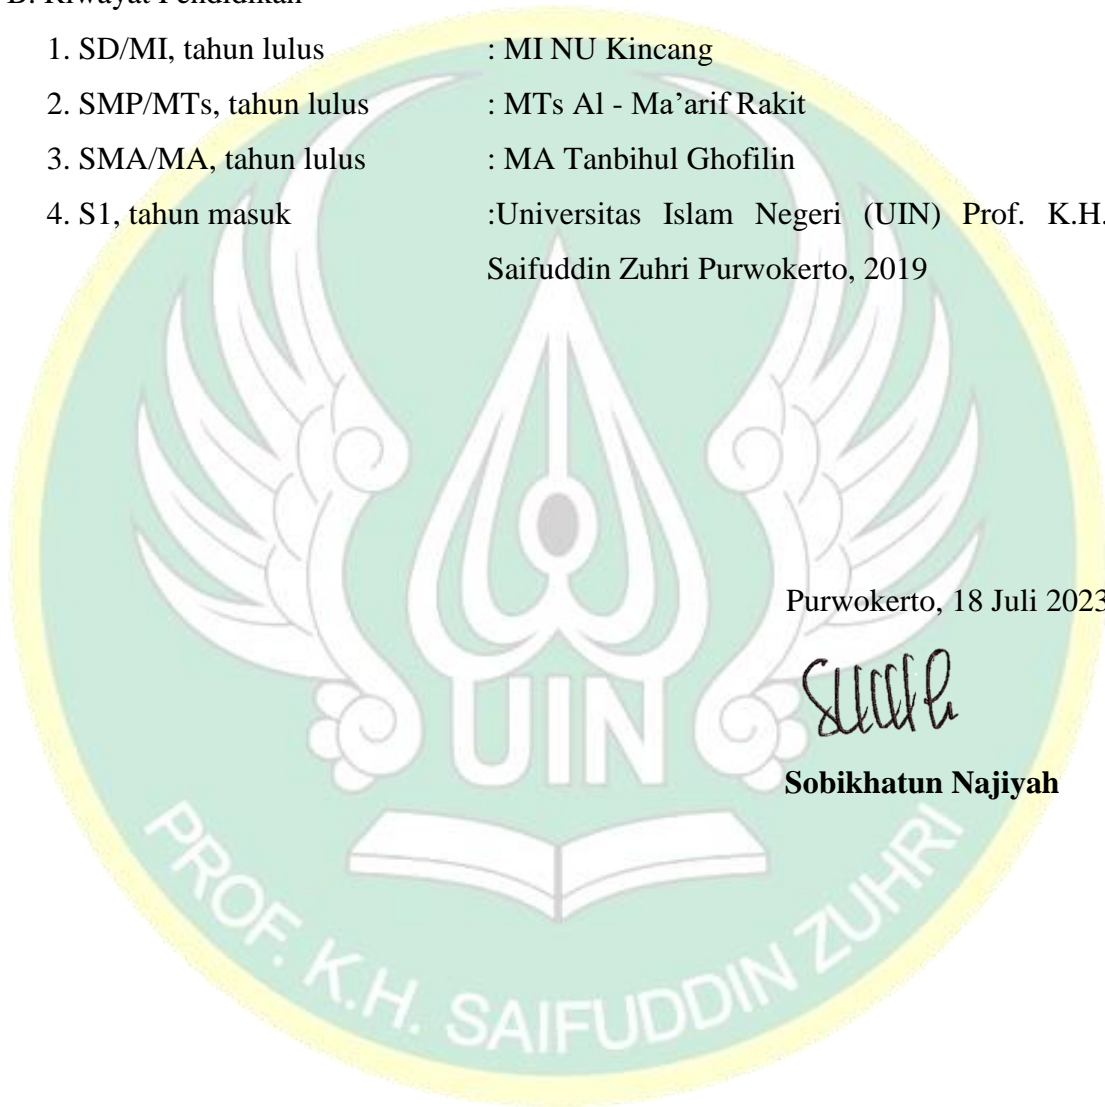 B. Riwayat Pendidikan
1. SD/MI, tahun lulus : MI NU Kincang
2. SMP/MTs, tahun lulus : MTs Al - Ma’arif Rakit
3. SMA/MA, tahun lulus : MA Tanbihul Ghofilin
4. S1, tahun masuk :Universitas Islam Negeri (UIN) Prof. K.H.
Saifuddin Zuhri Purwokerto, 2019
Purwokerto, 18 Juli 2023
Sobikhatun Najiyah
UIN
PROF. K.H. SAIFUDDIN ZUHRI